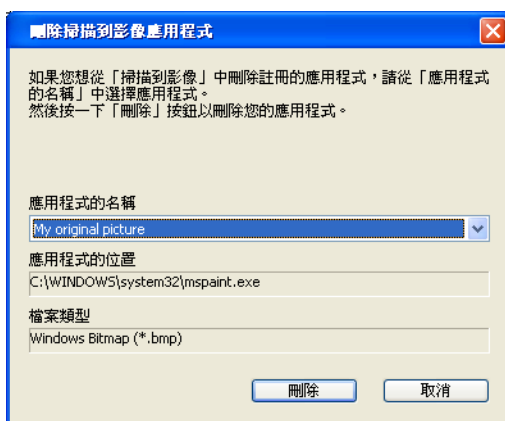 刪除掃描到影像應用程式
如果您想從「掃描到影像」中刪除註冊的應用程式，請從「應用程式
的名稱」中選擇應用程式。
然後按一下「刪除」按鈕以刪除您的應用程式。
應用程式的名稱
My original picture
應用程式的位置
C:\WINDOWS\system32\mspaint.exe
檔案類型
Windows Bitmap (*.bmp)
刪除 取消